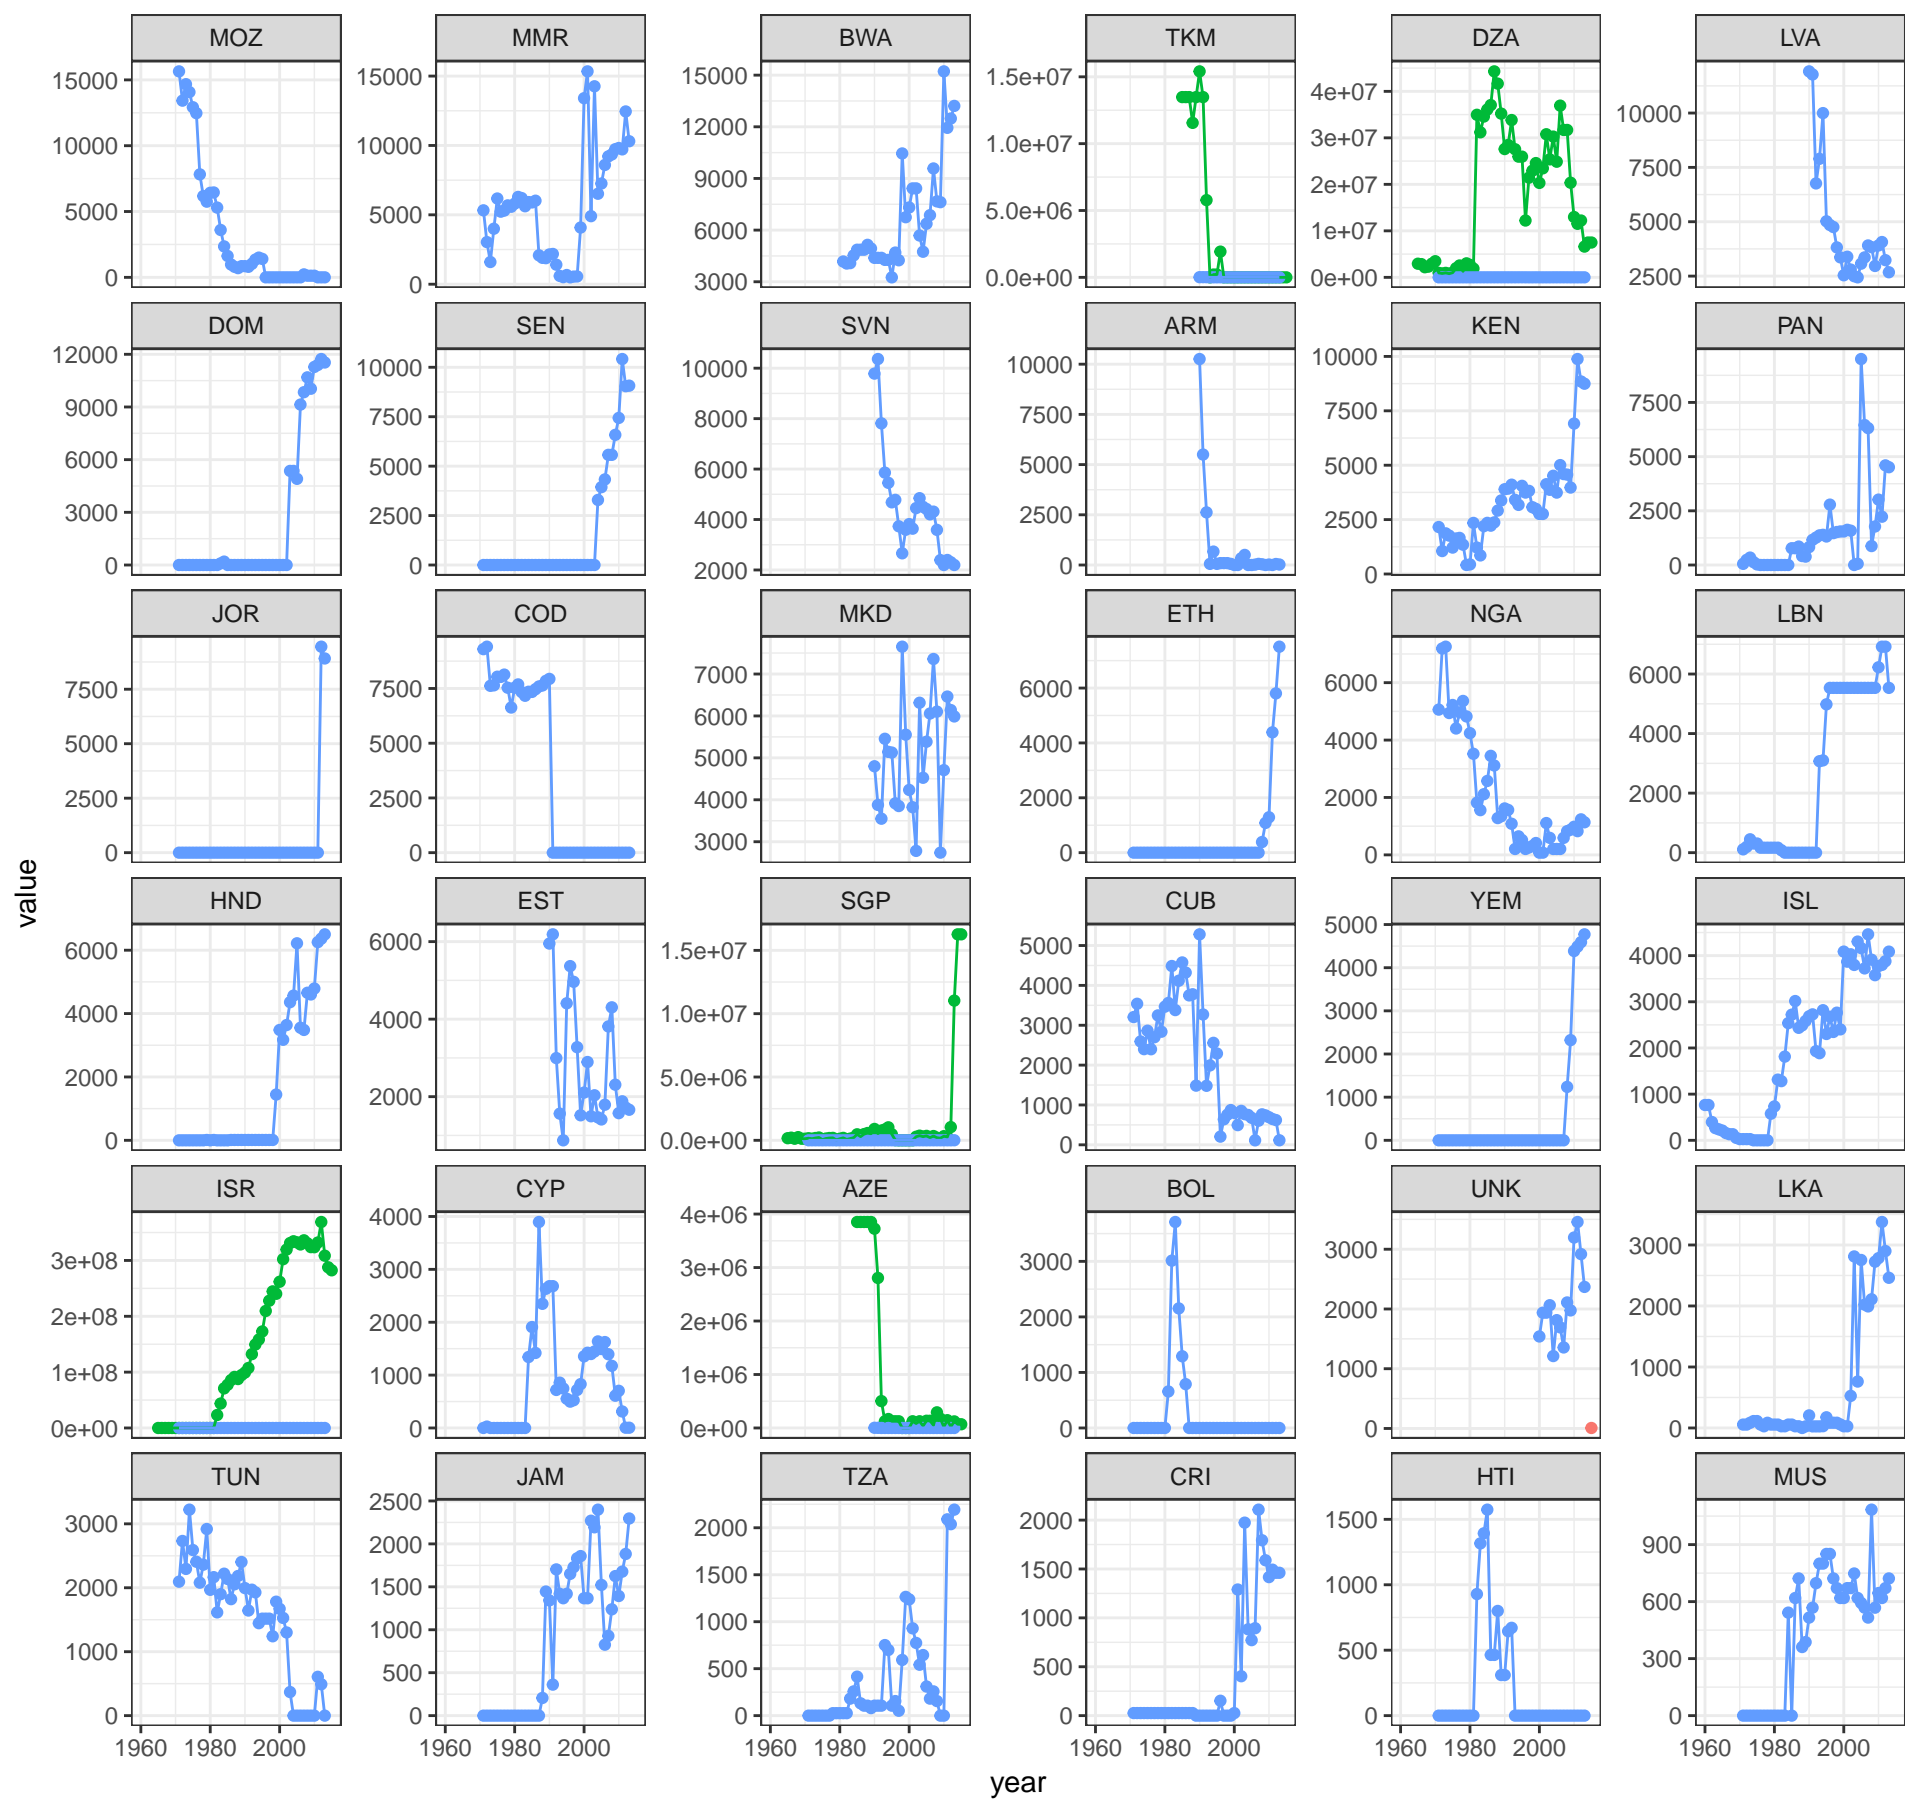 MOZ MMR BWA TKM DZA LVA
15000 10000 5000 0
15000 10000 5000 0
15000 12000 9000 6000 3000
1.5e+07 1.0e+07 5.0e+06 0.0e+00
4e+07 3e+07 2e+07 1e+07 0e+00
10000 7500 5000 2500
DOM SEN SVN ARM KEN PAN
12000 9000 6000 3000 0
10000 7500 5000 2500 0
10000 8000 6000 4000 2000
10000 7500 5000 2500 0
10000 7500 5000 2500 0
7500 5000 2500 0
JOR COD MKD ETH NGA LBN
7500 5000 2500 0
7500 5000 2500 0
7000 6000 5000 4000 3000
6000 4000 2000 0
6000 4000 2000 0
6000 4000 2000 0
value
HND EST SGP CUB YEM ISL
6000 4000 2000 0
6000 4000 2000
1.5e+07 1.0e+07 5.0e+06 0.0e+00
5000 4000 3000 2000 1000 0
5000 4000 3000 2000 1000 0
4000 3000 2000 1000 0
ISR CYP AZE BOL UNK LKA
3e+08 2e+08 1e+08 0e+00
4000 3000 2000 1000 0
4e+06 3e+06 2e+06 1e+06 0e+00
3000 2000 1000 0
3000 2000 1000 0
3000 2000 1000 0
TUN JAM TZA CRI HTI MUS
3000 2000 1000 0
2500 2000 1500 1000 500 0
2000 1500 1000 500 0
2000 1500 1000 500 0
1500 1000 500 0
900 600 300 0
1960 1980 2000 1960 1980 2000 1960 1980 2000 1960 1980 2000 1960 1980 2000 1960 1980 2000
year